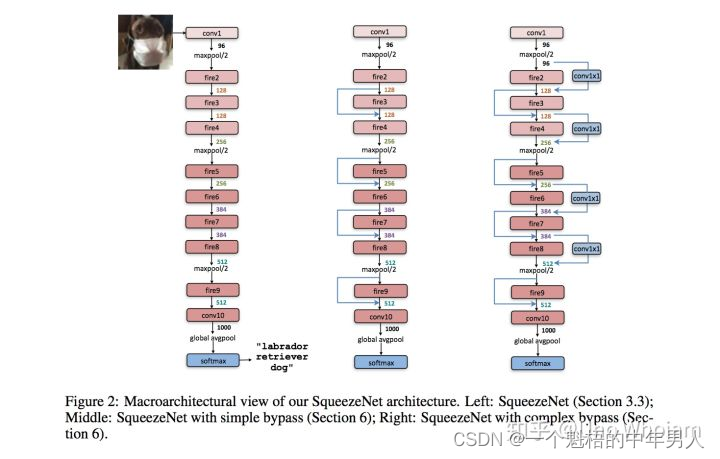 conv1
96
maxpool/2
fire2
128
fire3
128
fire4
256
maxpool/2
fire5
256
fire6
384
fire7
384
fire8
512
maxpool/2
fire9
512
conv10
1000
global avgpool
softmax
"labrador
retriever
dog"
conv1
96
maxpool/2
fire2
128
fire3
128
fire4
256
maxpool/2
fire5
256
fire6
384
fire7
384
fire8
512
maxpool/2
fire9
512
conv10
1000
global avgpool
softmax
conv1
96
maxpool/2
96
conv1x1
fire2
128
fire3
128
conv1x1
fire4
256
maxpool/2
fire5
256
conv1x1
fire6
384
fire7
384
conv1x1
fire8
512
maxpool/2
fire9
512
conv10
1000
global avgpool
softmax
Figure 2: Macroarchitectural view of our SqueezeNet architecture. Left: SqueezeNet (Section 3.3);
Middle: SqueezeNet with simple bypass (Section 6); Right: SqueezeNet with complex bypass (Sec-
tion 6).
CSDN @一个魁梧的中年男人